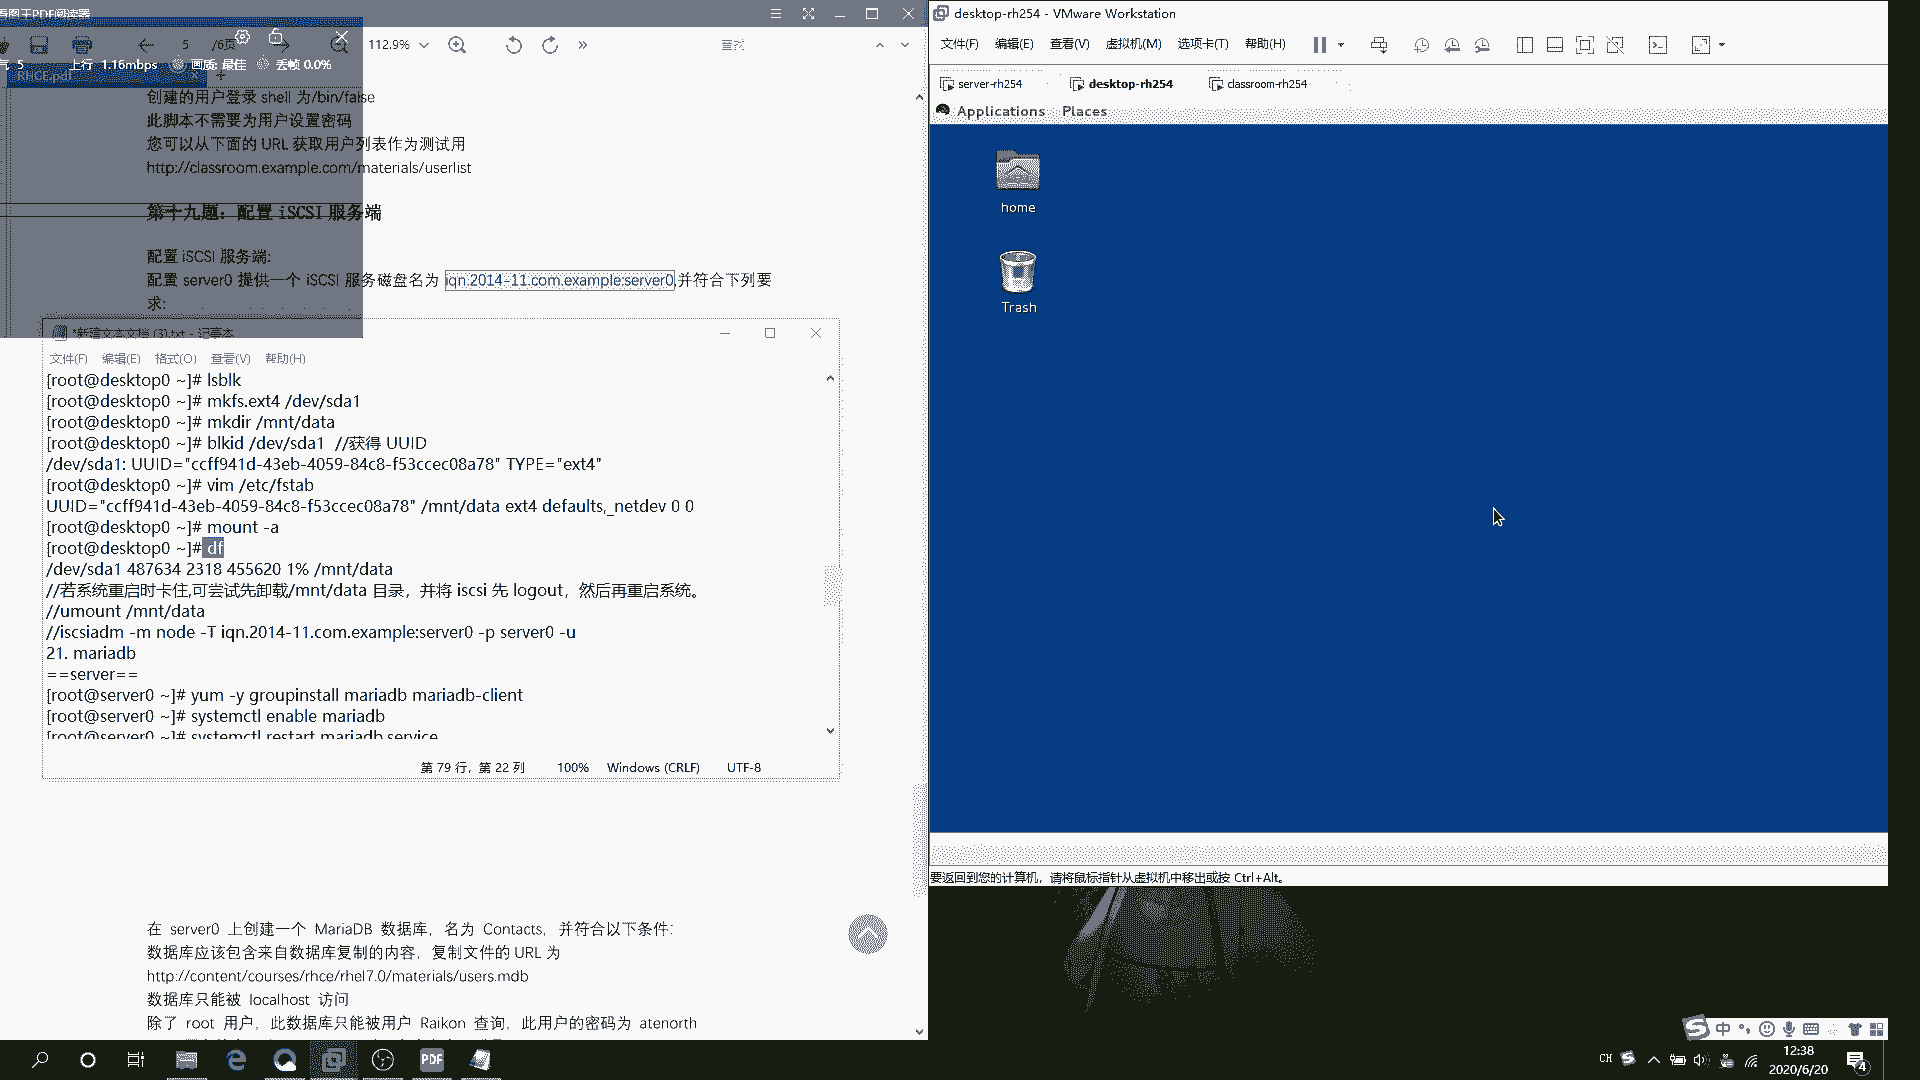 看图王PDF阅读器
5 /6页
112.9%
查找
5 上行 1.16mbps 画质: 最佳 丢帧 0.0%
RHCE.pdf
创建的用户登录 shell 为/bin/false
此脚本不需要为用户设置密码
您可以从下面的 URL 获取用户列表作为测试用
http://classroom.example.com/materials/userlist
第十九题：配置 iSCSI 服务端
配置 iSCSI 服务端:
配置 server0 提供一个 iSCSI 服务磁盘名为 iqn.2014-11.com.example:server0,并符合下列要
求:
*新建文本文档 (3).txt - 记事本
文件(F) 编辑(E) 格式(O) 查看(V) 帮助(H)
[root@desktop0 ~]# lsblk
[root@desktop0 ~]# mkfs.ext4 /dev/sda1
[root@desktop0 ~]# mkdir /mnt/data
[root@desktop0 ~]# blkid /dev/sda1 //获得 UUID
/dev/sda1: UUID="ccff941d-43eb-4059-84c8-f53ccec08a78" TYPE="ext4"
[root@desktop0 ~]# vim /etc/fstab
UUID="ccff941d-43eb-4059-84c8-f53ccec08a78" /mnt/data ext4 defaults,_netdev 0 0
[root@desktop0 ~]# mount -a
[root@desktop0 ~]# df
/dev/sda1 487634 2318 455620 1% /mnt/data
//若系统重启时卡住,可尝试先卸载/mnt/data 目录，并将 iscsi 先 logout，然后再重启系统。
//umount /mnt/data
//iscsiadm -m node -T iqn.2014-11.com.example:server0 -p server0 -u
21. mariadb
==server==
[root@server0 ~]# yum -y groupinstall mariadb mariadb-client
[root@server0 ~]# systemctl enable mariadb
[root@server0 ~]# systemctl restart mariadb.service
第 79 行，第 22 列 100% Windows (CRLF) UTF-8
在 server0 上创建一个 MariaDB 数据库，名为 Contacts，并符合以下条件:
数据库应该包含来自数据库复制的内容，复制文件的 URL 为
http://content/courses/rhce/rhel7.0/materials/users.mdb
数据库只能被 localhost 访问
除了 root 用户，此数据库只能被用户 Raikon 查询，此用户的密码为 atenorth
desktop-rh254 - VMware Workstation
文件(F) 编辑(E) 查看(V) 虚拟机(M) 选项卡(T) 帮助(H)
server-rh254 desktop-rh254 classroom-rh254
Applications Places
home
Trash
要返回到您的计算机，请将鼠标指针从虚拟机中移出或按 Ctrl+Alt。
中
PDF
CH
12:38
2020/6/20
4